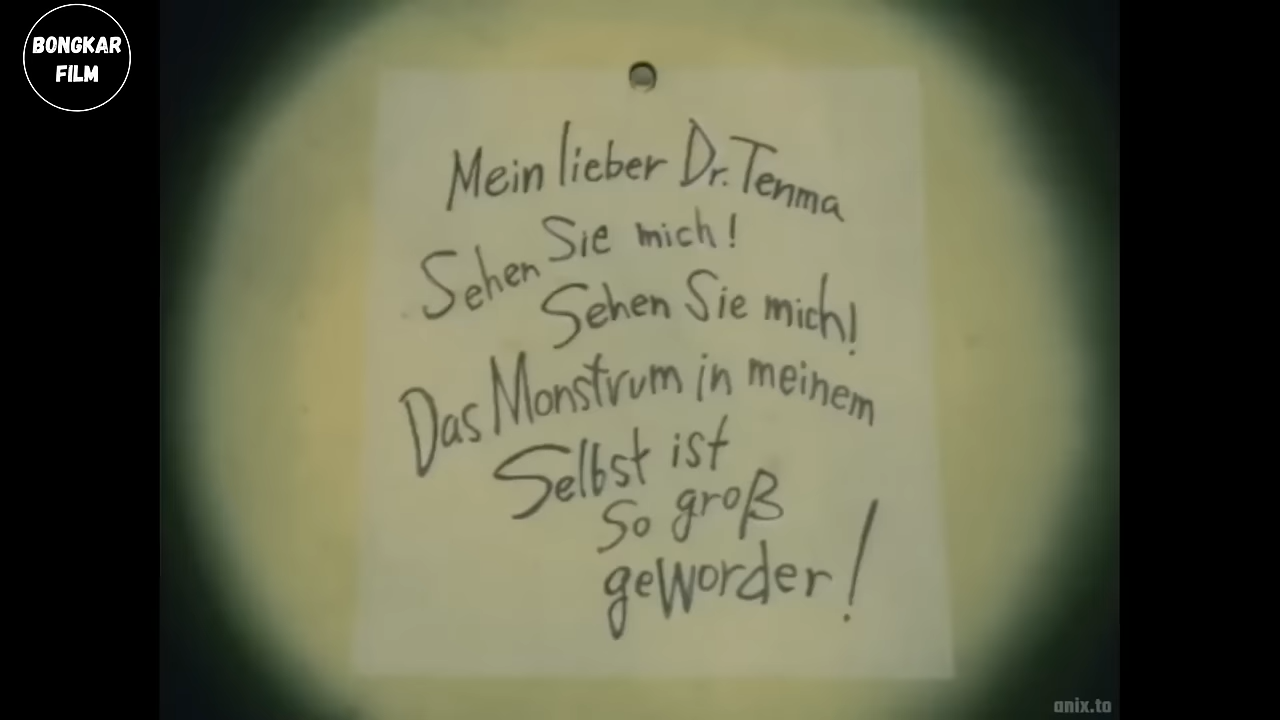 BONGKAR
FILM
Mein lieber Dr. Tenma
Sehen Sie mich!
Sehen Sie mich!
Das Monstrum in meinem
Selbst ist
so groß
geworder!
anix.to